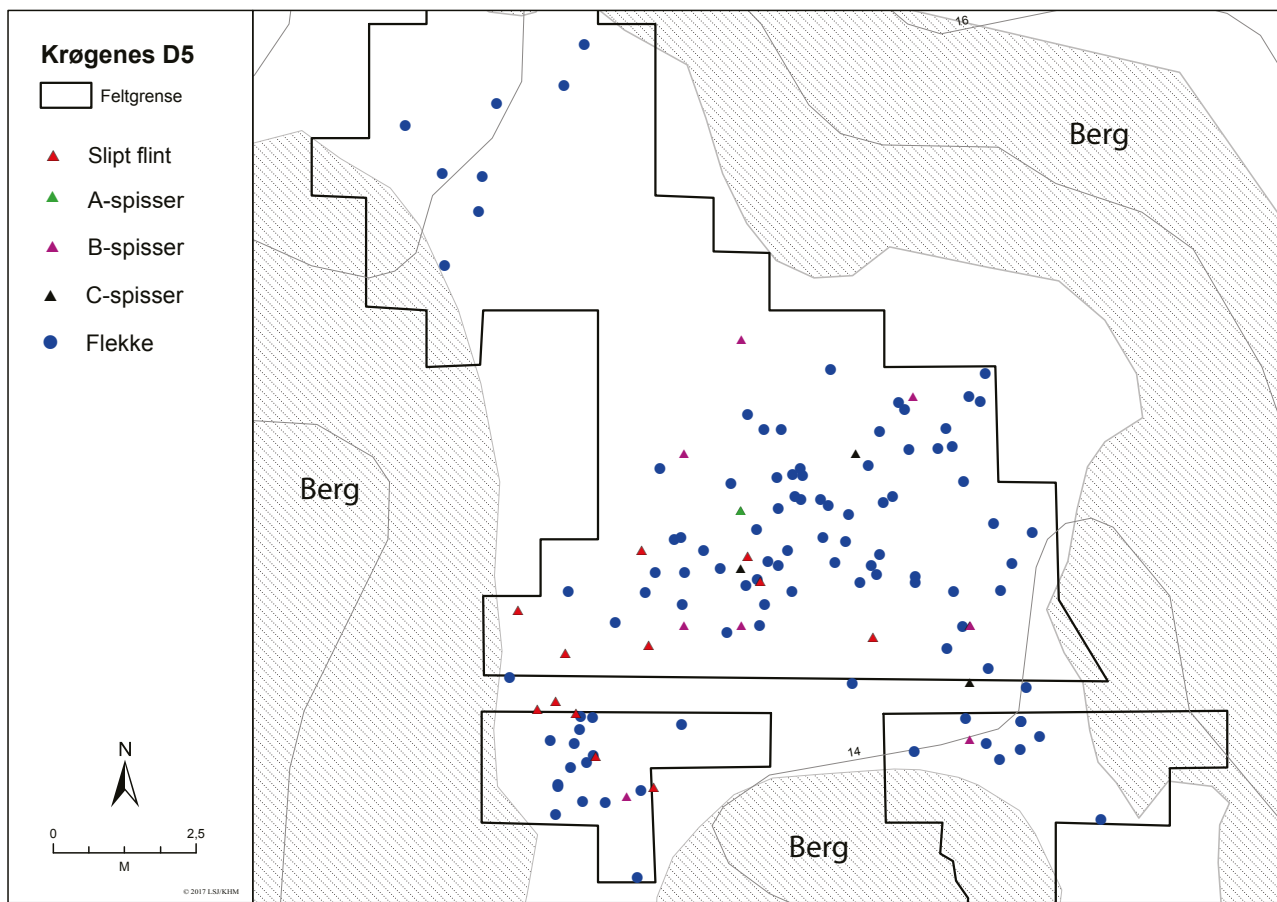 Krøgenes D5
Feltgrense
Slipt flint
A-spisser
B-spisser
C-spisser
Flekke
N
0 2,5
M
© 2017 LSJ/KHM
16
Berg
Berg
14
Berg